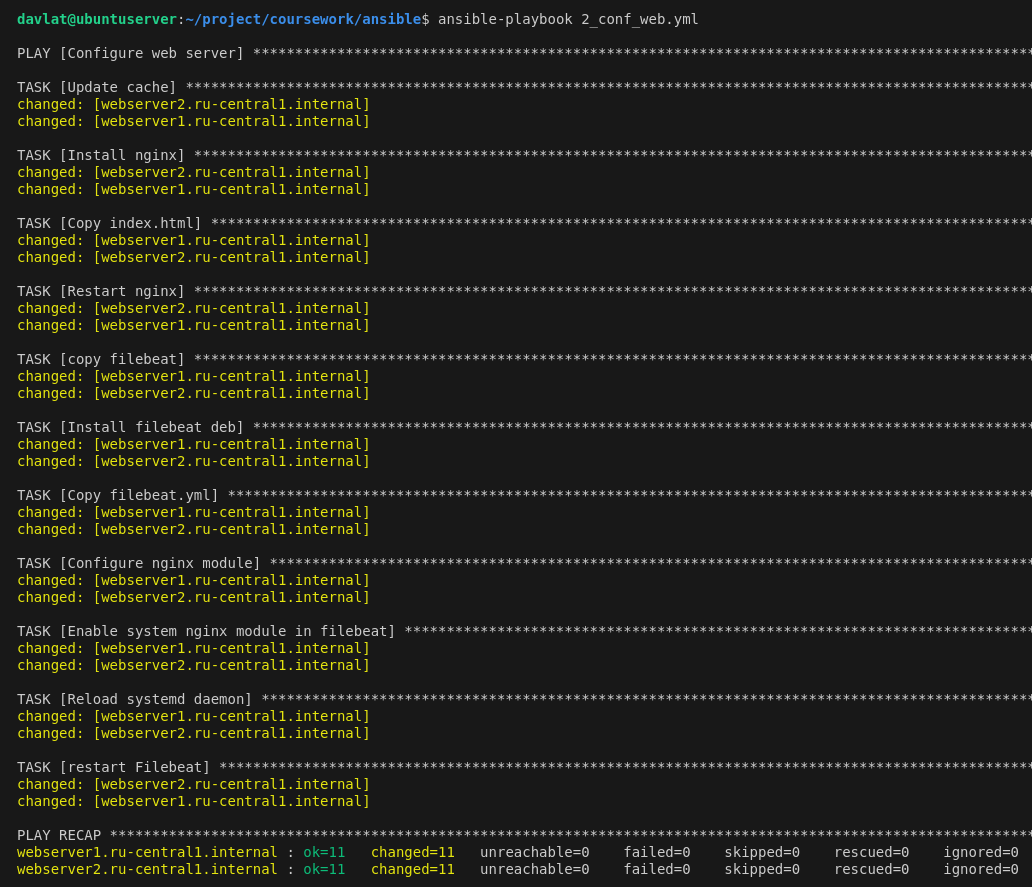 davlat@ubuntuserver:~/project/coursework/ansible$ ansible-playbook 2_conf_web.yml
PLAY [Configure web server] *********************************************************************************************
TASK [Update cache] *****************************************************************************************************
changed: [webserver2.ru-central1.internal]
changed: [webserver1.ru-central1.internal]
TASK [Install nginx] ****************************************************************************************************
changed: [webserver2.ru-central1.internal]
changed: [webserver1.ru-central1.internal]
TASK [Copy index.html] **************************************************************************************************
changed: [webserver1.ru-central1.internal]
changed: [webserver2.ru-central1.internal]
TASK [Restart nginx] ****************************************************************************************************
changed: [webserver2.ru-central1.internal]
changed: [webserver1.ru-central1.internal]
TASK [copy filebeat] ****************************************************************************************************
changed: [webserver1.ru-central1.internal]
changed: [webserver2.ru-central1.internal]
TASK [Install filebeat deb] *********************************************************************************************
changed: [webserver1.ru-central1.internal]
changed: [webserver2.ru-central1.internal]
TASK [Copy filebeat.yml] ************************************************************************************************
changed: [webserver1.ru-central1.internal]
changed: [webserver2.ru-central1.internal]
TASK [Configure nginx module] *******************************************************************************************
changed: [webserver1.ru-central1.internal]
changed: [webserver2.ru-central1.internal]
TASK [Enable system nginx module in filebeat] ***************************************************************************
changed: [webserver1.ru-central1.internal]
changed: [webserver2.ru-central1.internal]
TASK [Reload systemd daemon] ********************************************************************************************
changed: [webserver1.ru-central1.internal]
changed: [webserver2.ru-central1.internal]
TASK [restart Filebeat] *************************************************************************************************
changed: [webserver2.ru-central1.internal]
changed: [webserver1.ru-central1.internal]
PLAY RECAP **************************************************************************************************************
webserver1.ru-central1.internal : ok=11   changed=11   unreachable=0    failed=0    skipped=0    rescued=0    ignored=0
webserver2.ru-central1.internal : ok=11   changed=11   unreachable=0    failed=0    skipped=0    rescued=0    ignored=0